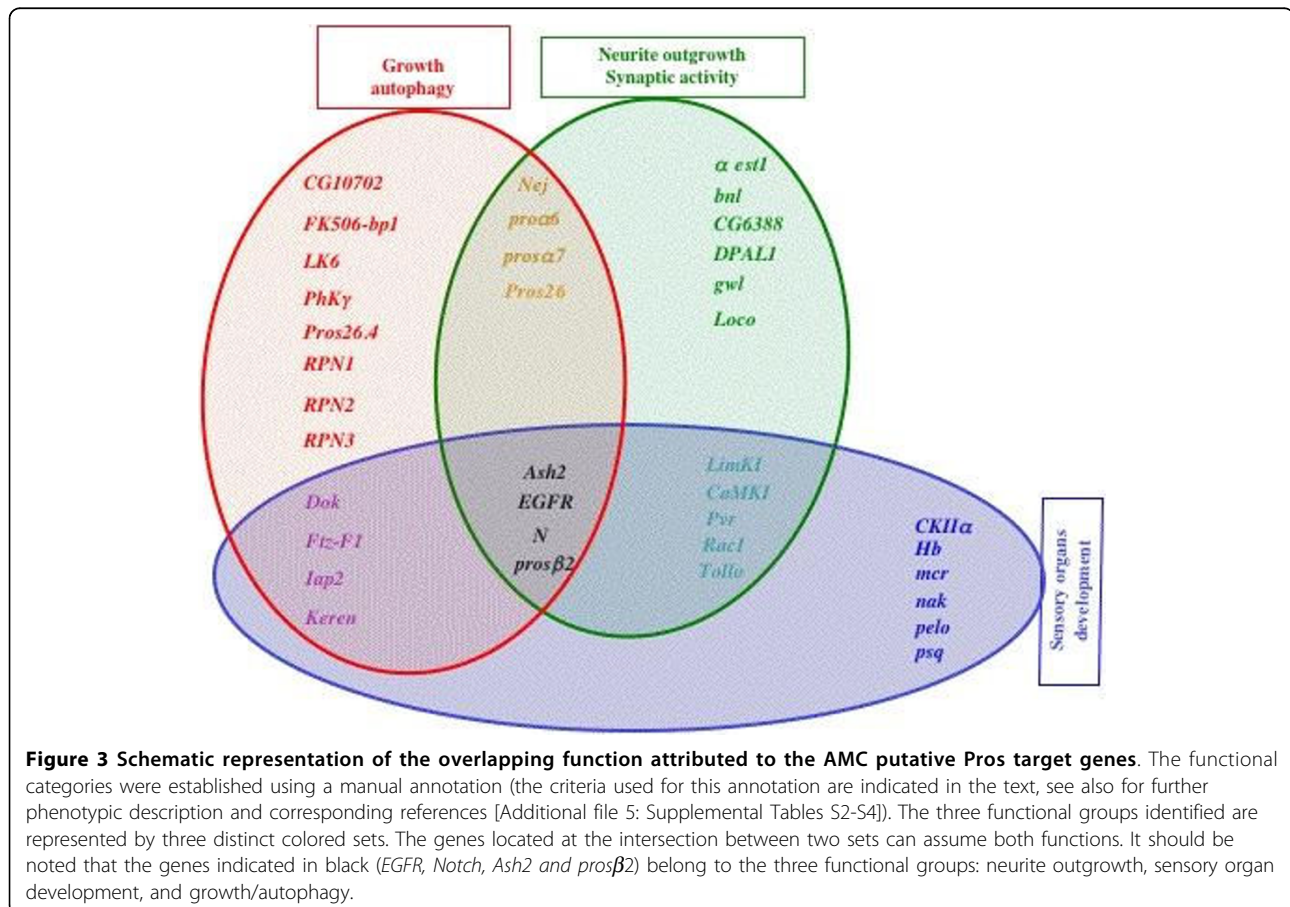 Growth
autophagy
Neurite outgrowth
Synaptic activity
CG10702
FK506-bp1
LK6
PhKγ
Pros26.4
RPN1
RPN2
RPN3
Nej
proα6
prosα7
Pros26
α est1
bnl
CG6388
DPAL1
gwl
Loco
Dok
Ftz-F1
Iap2
Keren
Ash2
EGFR
N
prosβ2
LimK1
CaMKI
Pvr
Rac1
Tollo
CKIIα
Hb
mcr
nak
pelo
psq
Sensory organs
development
Figure 3 Schematic representation of the overlapping function attributed to the AMC putative Pros target genes. The functional
categories were established using a manual annotation (the criteria used for this annotation are indicated in the text, see also for further
phenotypic description and corresponding references [Additional file 5: Supplemental Tables S2-S4]). The three functional groups identified are
represented by three distinct colored sets. The genes located at the intersection between two sets can assume both functions. It should be
noted that the genes indicated in black (EGFR, Notch, Ash2 and prosβ2) belong to the three functional groups: neurite outgrowth, sensory organ
development, and growth/autophagy.